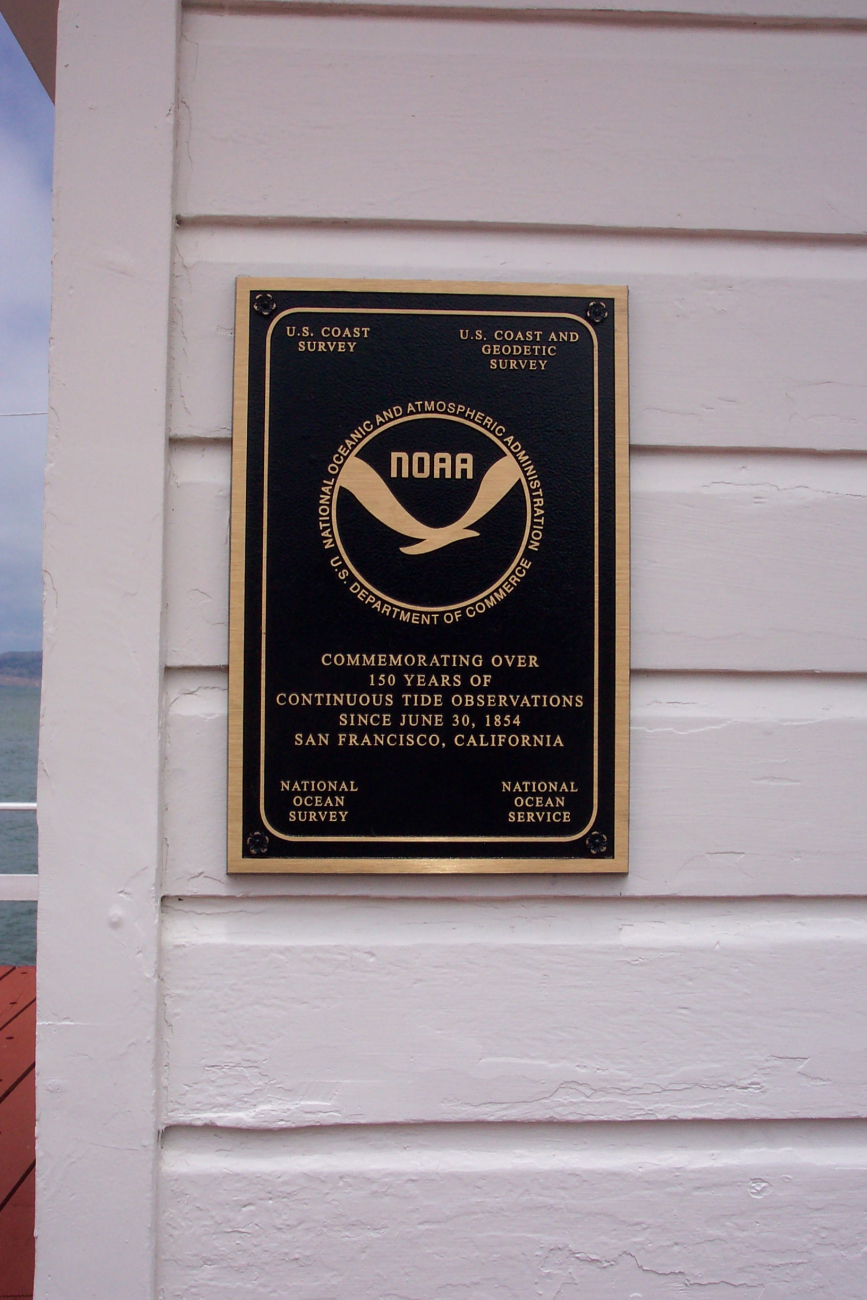 U.S. COAST
SURVEY
U.S. COAST AND
GEODETIC
SURVEY
NATIONAL OCEANIC AND ATMOSPHERIC ADMINISTRATION
NOAA
U.S. DEPARTMENT OF COMMERCE
COMMEMORATING OVER
150 YEARS OF
CONTINUOUS TIDE OBSERVATIONS
SINCE JUNE 30, 1854
SAN FRANCISCO, CALIFORNIA
NATIONAL
OCEAN
SURVEY
NATIONAL
OCEAN
SERVICE